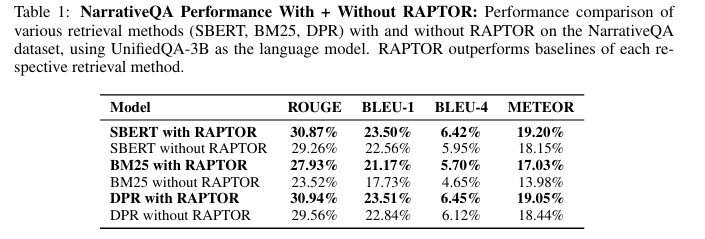 Table 1: NarrativeQA Performance With + Without RAPTOR: Performance comparison of
various retrieval methods (SBERT, BM25, DPR) with and without RAPTOR on the NarrativeQA
dataset, using UnifiedQA-3B as the language model. RAPTOR outperforms baselines of each re-
spective retrieval method.
Model ROUGE BLEU-1 BLEU-4 METEOR
SBERT with RAPTOR 30.87% 23.50% 6.42% 19.20%
SBERT without RAPTOR 29.26% 22.56% 5.95% 18.15%
BM25 with RAPTOR 27.93% 21.17% 5.70% 17.03%
BM25 without RAPTOR 23.52% 17.73% 4.65% 13.98%
DPR with RAPTOR 30.94% 23.51% 6.45% 19.05%
DPR without RAPTOR 29.56% 22.84% 6.12% 18.44%